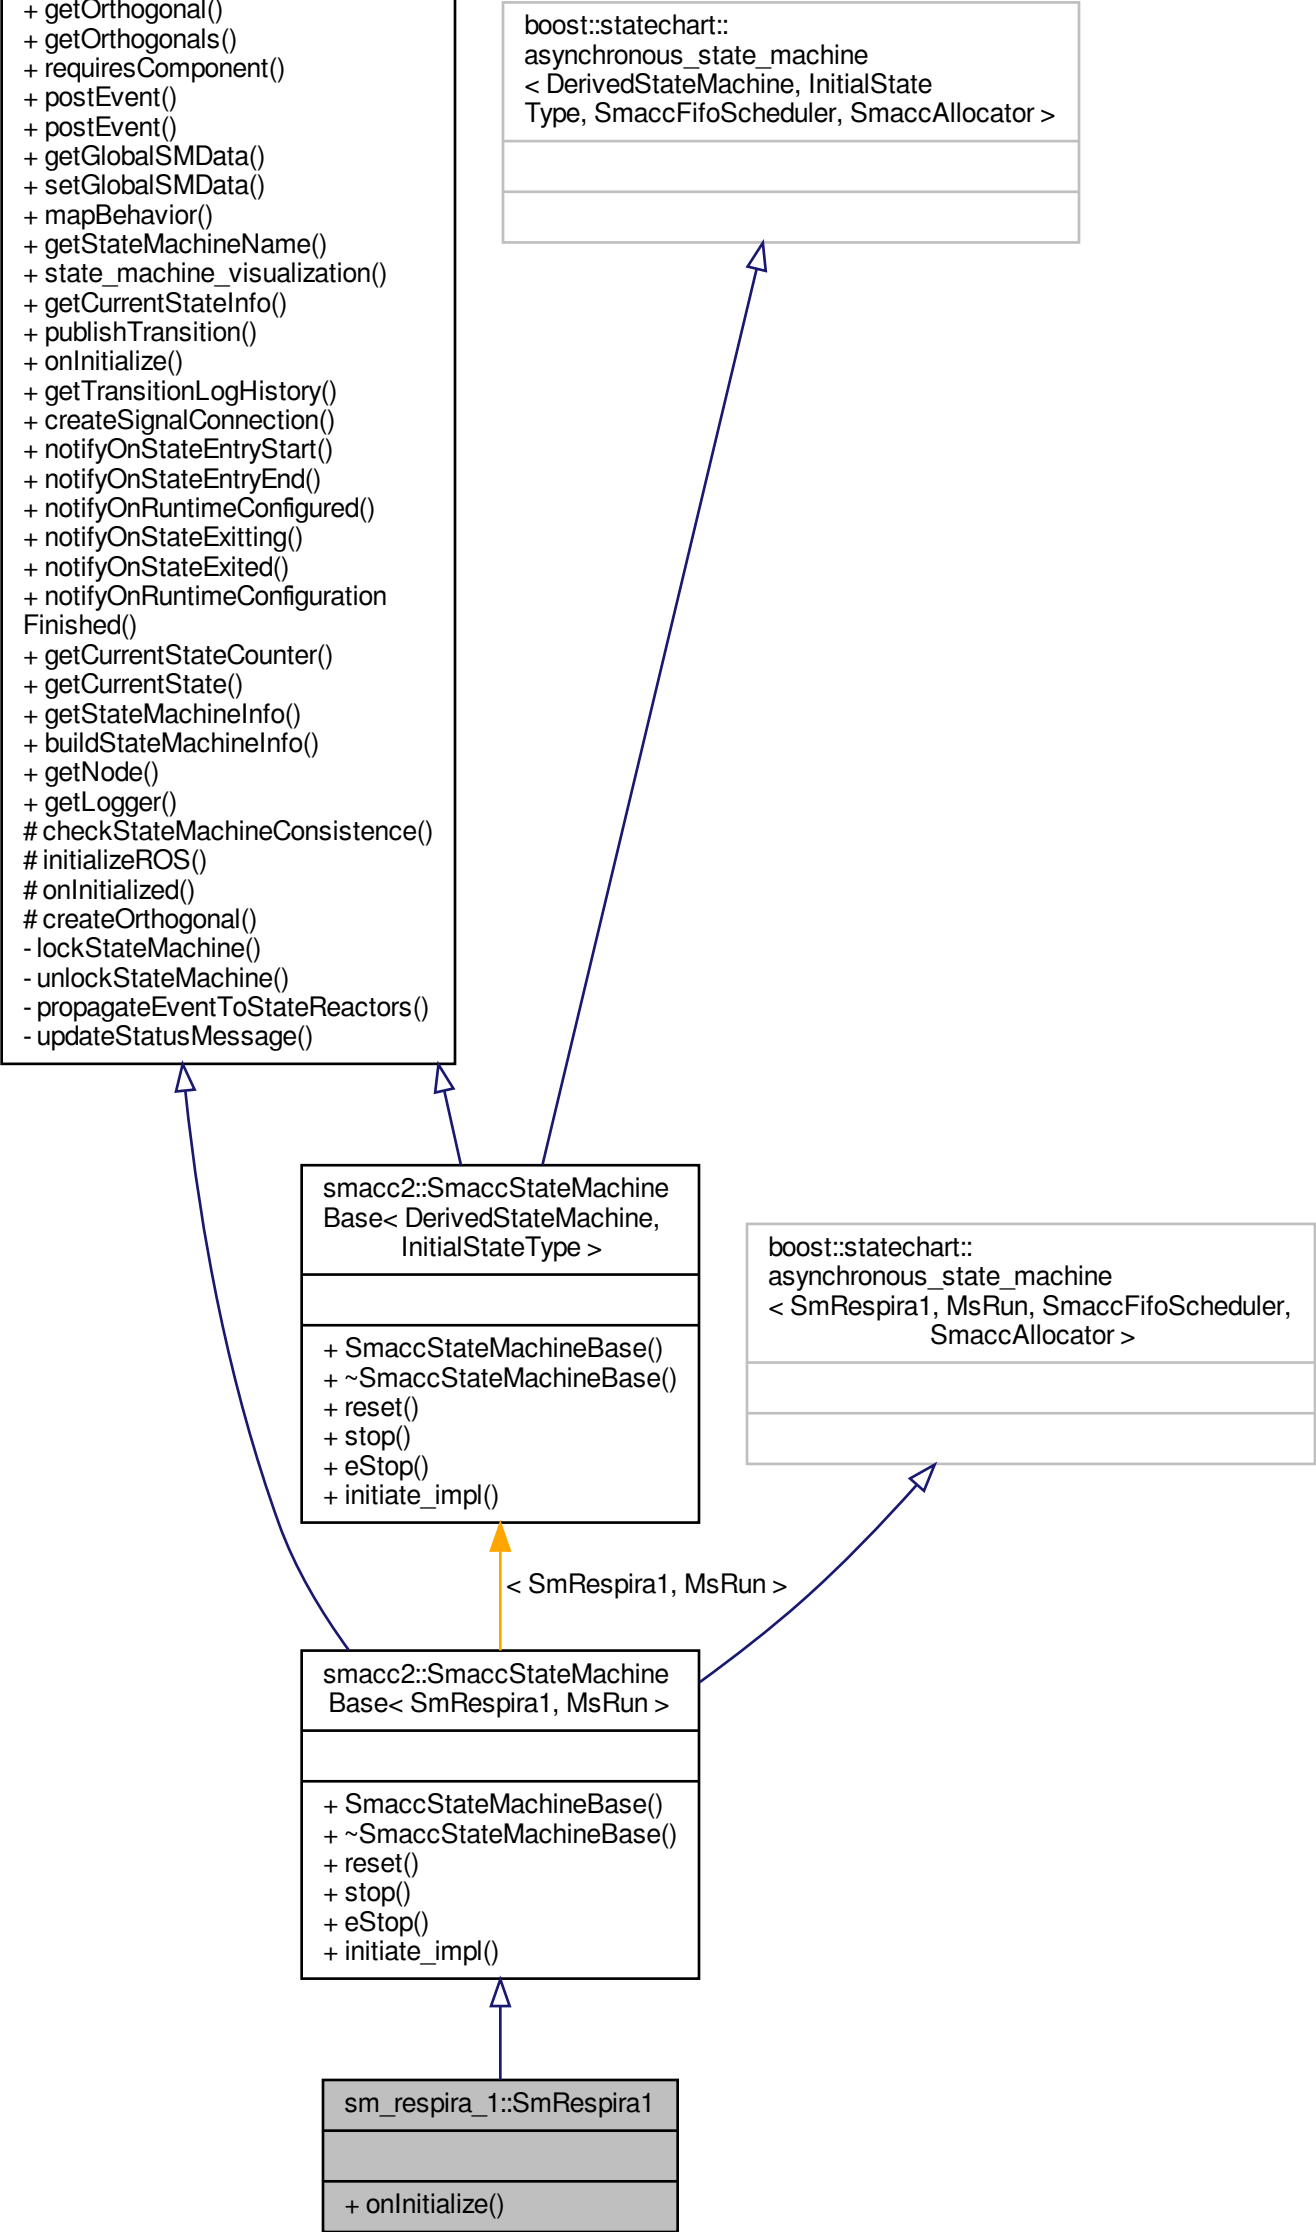 + getOrthogonal()
+ getOrthogonals()
+ requiresComponent()
+ postEvent()
+ postEvent()
+ getGlobalSMData()
+ setGlobalSMData()
+ mapBehavior()
+ getStateMachineName()
+ state_machine_visualization()
+ getCurrentStateInfo()
+ publishTransition()
+ onInitialize()
+ getTransitionLogHistory()
+ createSignalConnection()
+ notifyOnStateEntryStart()
+ notifyOnStateEntryEnd()
+ notifyOnRuntimeConfigured()
+ notifyOnStateExitting()
+ notifyOnStateExited()
+ notifyOnRuntimeConfiguration
Finished()
+ getCurrentStateCounter()
+ getCurrentState()
+ getStateMachineInfo()
+ buildStateMachineInfo()
+ getNode()
+ getLogger()
# checkStateMachineConsistence()
# initializeROS()
# onInitialized()
# createOrthogonal()
- lockStateMachine()
- unlockStateMachine()
- propagateEventToStateReactors()
- updateStatusMessage()
boost::statechart::
asynchronous_state_machine
< DerivedStateMachine, InitialState
Type, SmaccFifoScheduler, SmaccAllocator >
smacc2::SmaccStateMachine
Base< DerivedStateMachine,
InitialStateType >
+ SmaccStateMachineBase()
+ ~SmaccStateMachineBase()
+ reset()
+ stop()
+ eStop()
+ initiate_impl()
boost::statechart::
asynchronous_state_machine
< SmRespira1, MsRun, SmaccFifoScheduler,
SmaccAllocator >
< SmRespira1, MsRun >
smacc2::SmaccStateMachine
Base< SmRespira1, MsRun >
+ SmaccStateMachineBase()
+ ~SmaccStateMachineBase()
+ reset()
+ stop()
+ eStop()
+ initiate_impl()
sm_respira_1::SmRespira1
+ onInitialize()